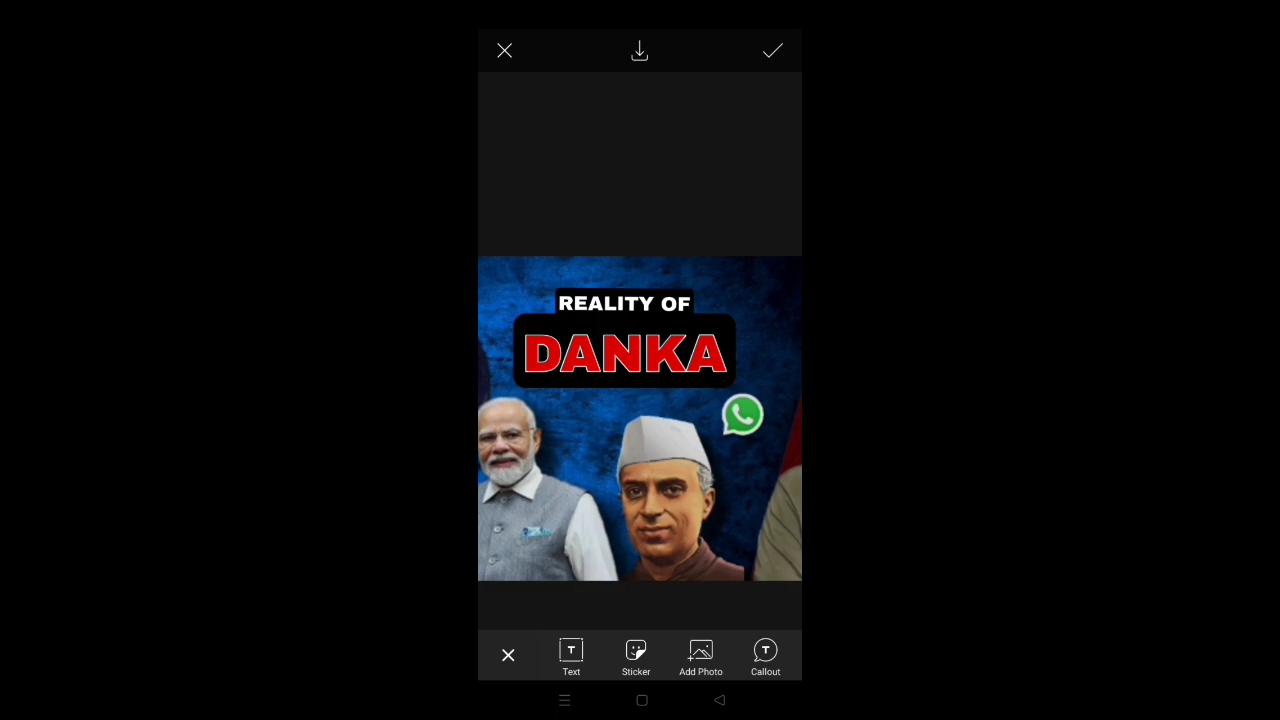 REALITY OF
DANKA
Text
Sticker
Add Photo
Callout